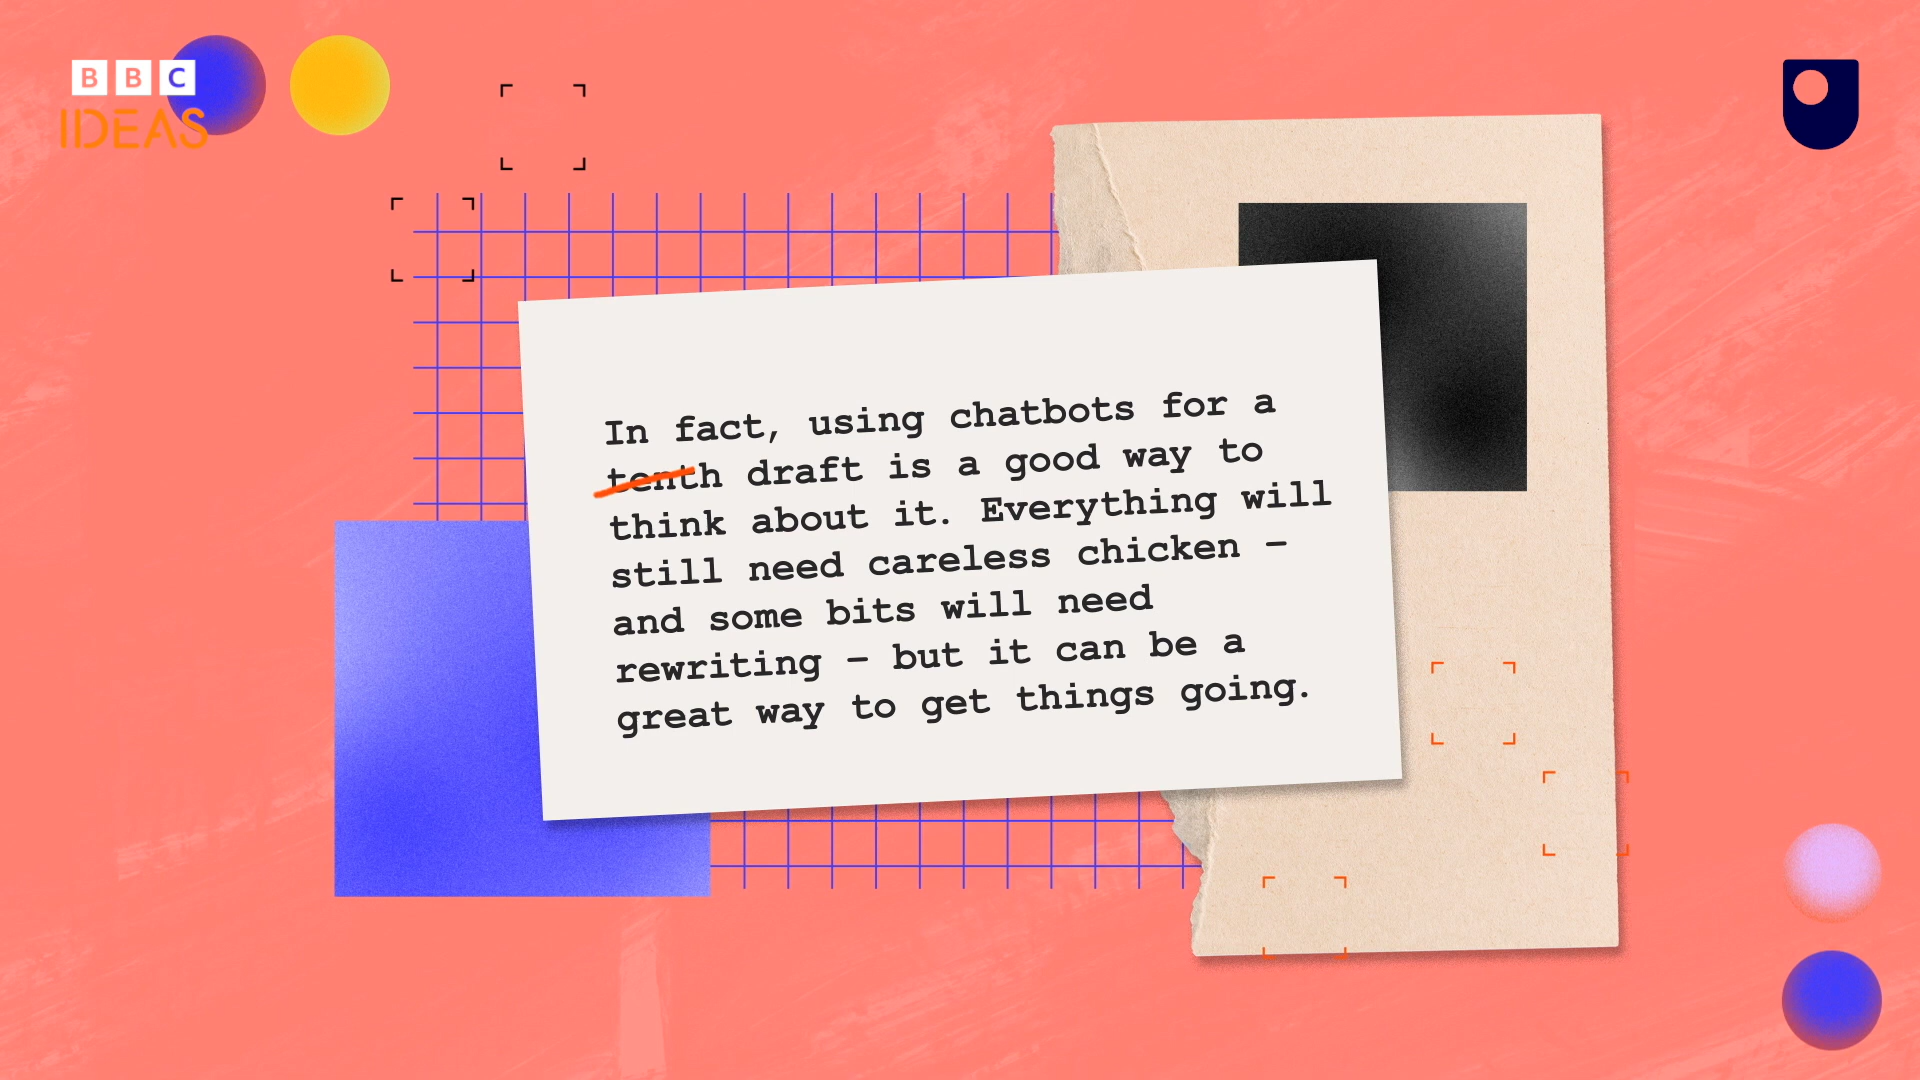 BBC
IDEAS
In fact, using chatbots for a
tenth draft is a good way to
think about it. Everything will
still need careless chicken –
and some bits will need
rewriting – but it can be a
great way to get things going.